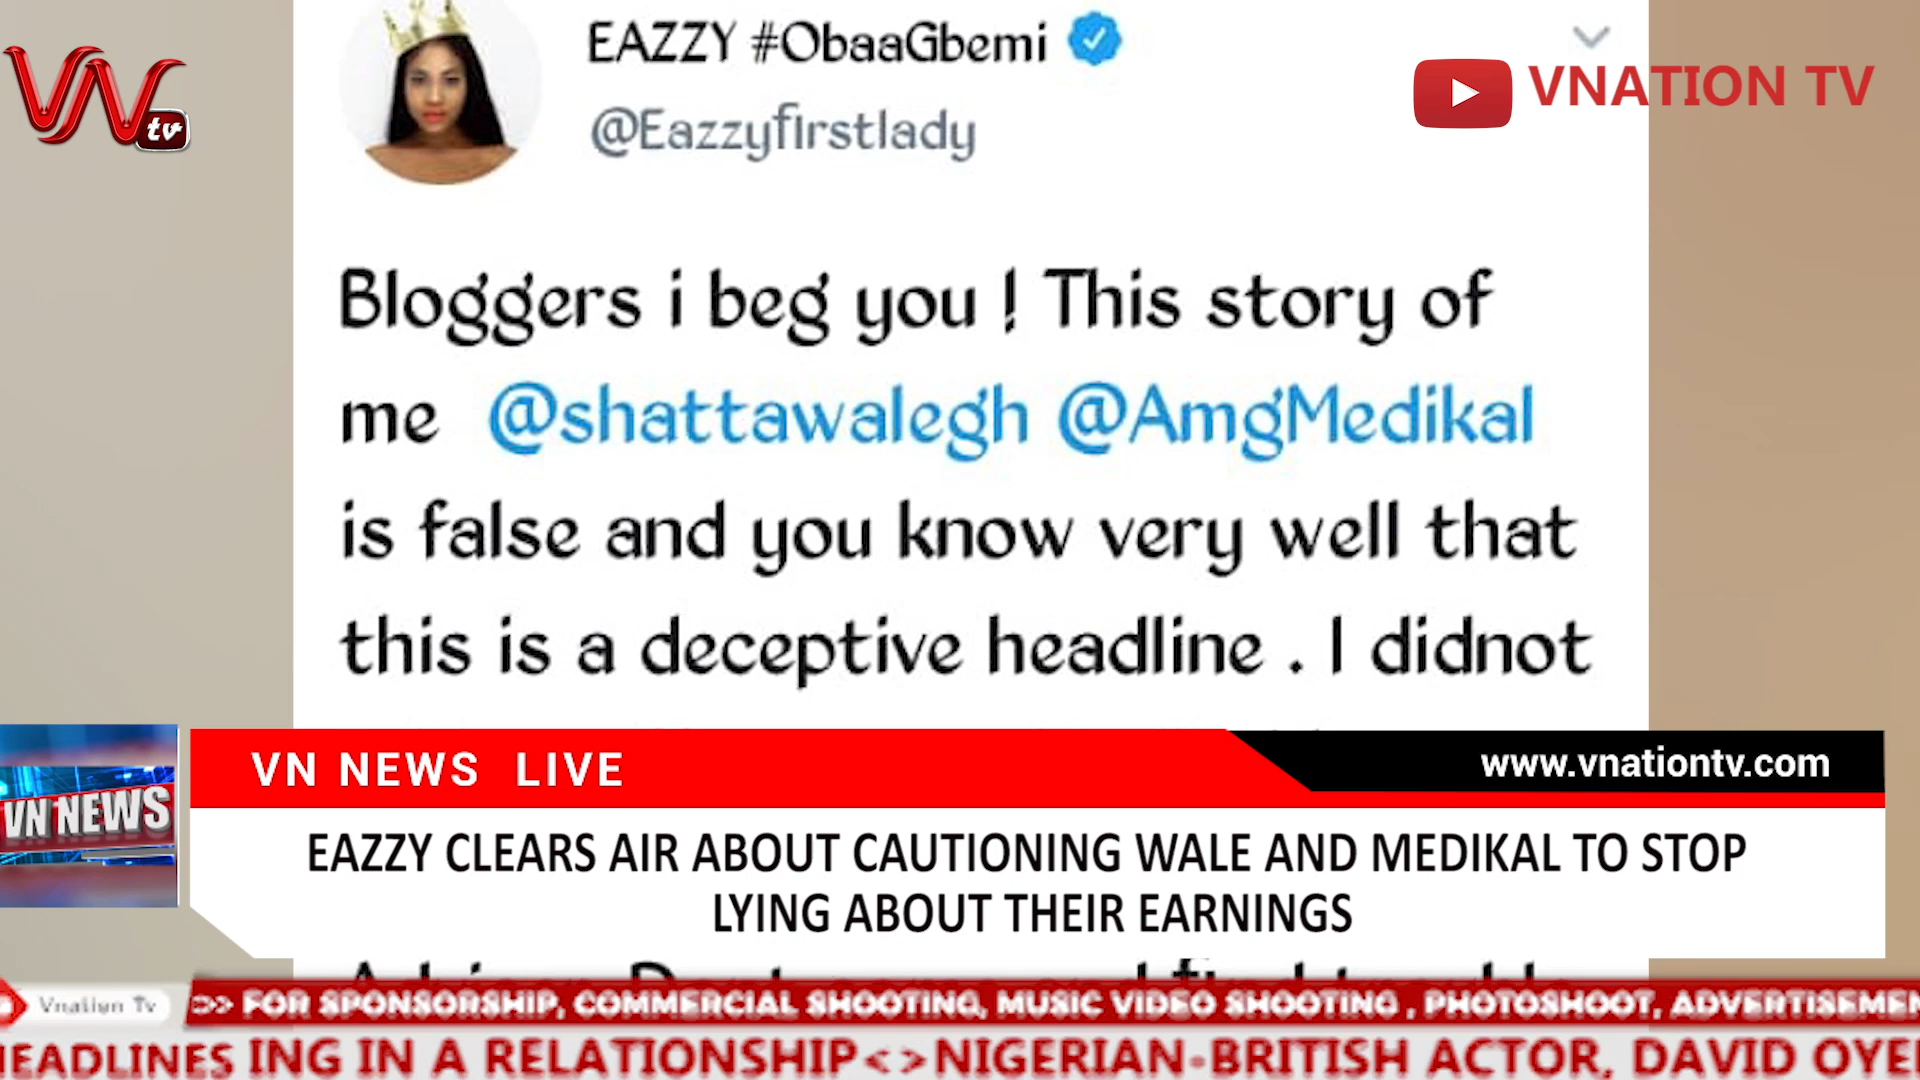 EAZZY #ObaaGbemi
@Eazzyfirstlady
VN tv
VNATION TV
Bloggers i beg you ! This story of
me @shattawalegh @AmgMedikal
is false and you know very well that
this is a deceptive headline . I didnot
VN NEWS LIVE
www.vnationtv.com
VN NEWS
EAZZY CLEARS AIR ABOUT CAUTIONING WALE AND MEDIKAL TO STOP
LYING ABOUT THEIR EARNINGS
Vnation Tv >> FOR SPONSORSHIP, COMMERCIAL SHOOTING, MUSIC VIDEO SHOOTING , PHOTOSHOOT, ADVERTISEMEN
HEADLINES ING IN A RELATIONSHIP<>NIGERIAN-BRITISH ACTOR, DAVID OYE